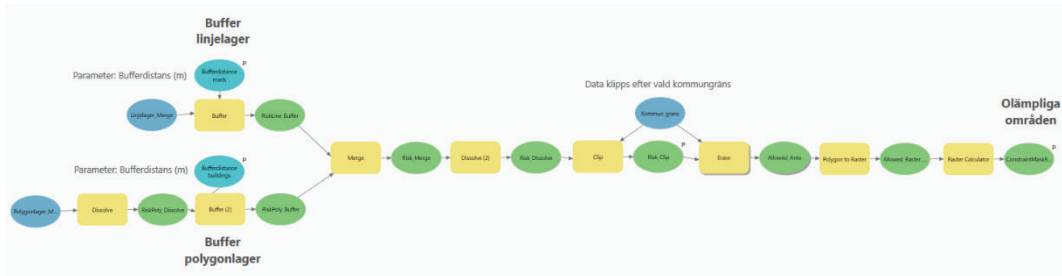 Buffer
linjelager
Parameter: Bufferdistans (m)
Bufferdistance
roads
P
Linjelager_Merge
Buffer
RiskLine_Buffer
Parameter: Bufferdistans (m)
Bufferdistance
buildings
P
Polygonlager_M...
Dissolve
RiskPoly_Dissolve
Buffer (2)
RiskPoly_Buffer
Buffer
polygonlager
Merge
Risk_Merge
Dissolve (2)
Risk_Dissolve
Data klipps efter vald kommungräns
Kommun_grans
Clip
Risk_Clip
P
Erase
Allowed_Area
Polygon to Raster
Allowed_Raster_...
Raster Calculator
Olämpliga
områden
ConstraintMaskR...
P